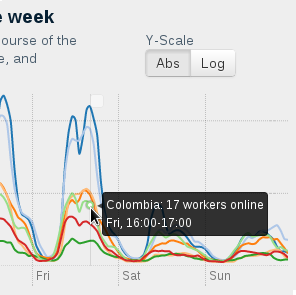 e week
ourse of the
e, and
Y-Scale
Abs Log
Colombia: 17 workers online
Fri, 16:00-17:00
Fri Sat Sun